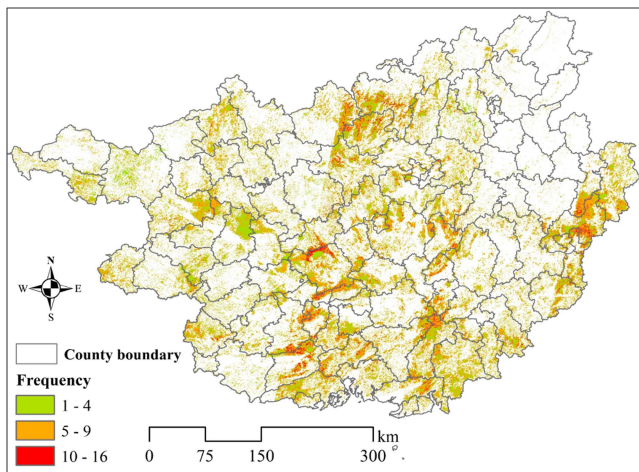 N
W E
S
County boundary
Frequency
1 - 4
5 - 9
10 - 16
km
0 75 150 300